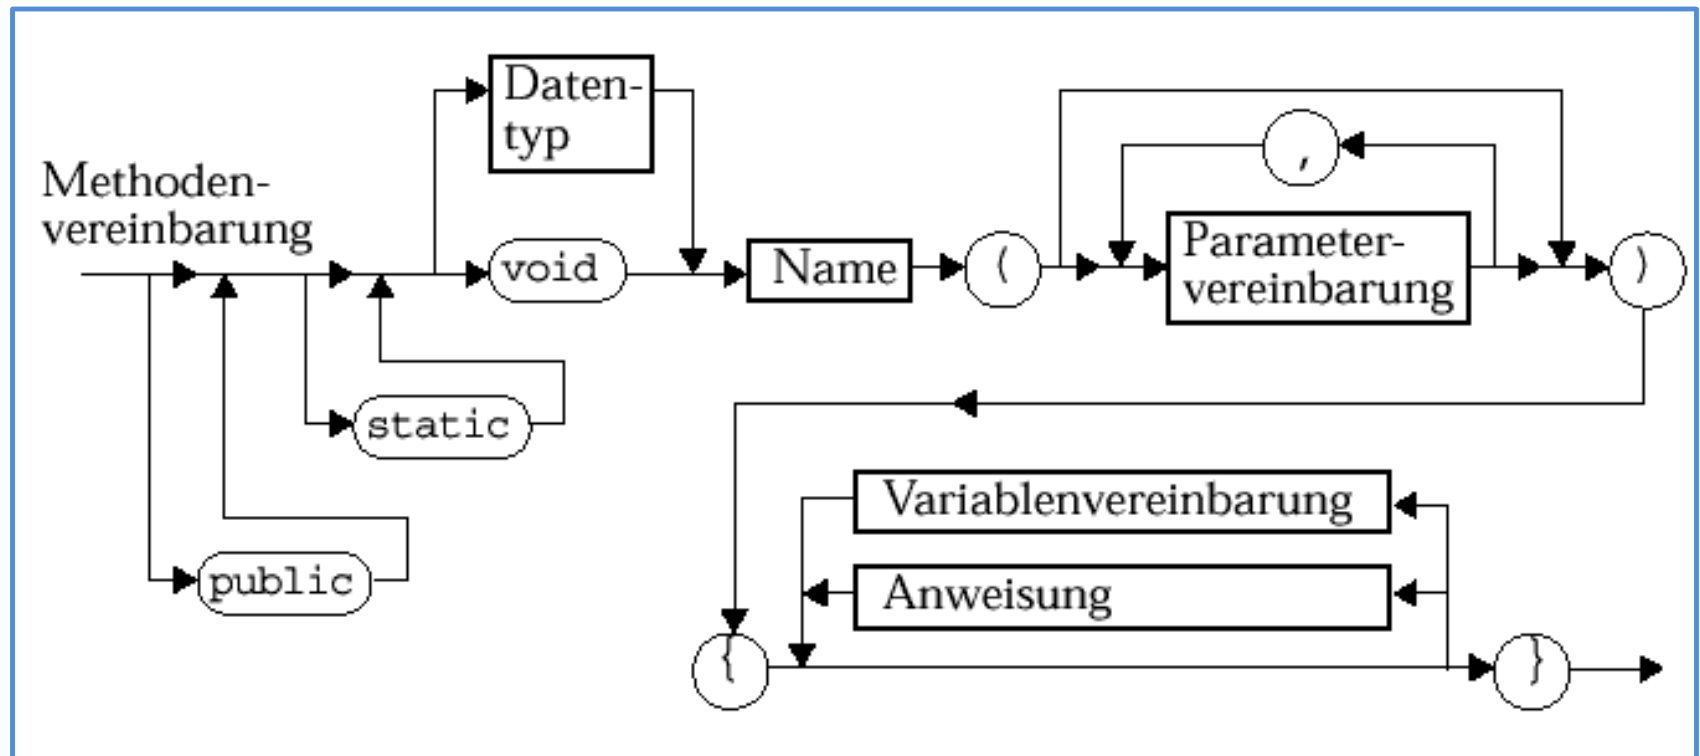 Methoden-
vereinbarung
public
static
Daten-
typ
void
Name
(
,
Parameter-
vereinbarung
)
{
Variablenvereinbarung
Anweisung
}